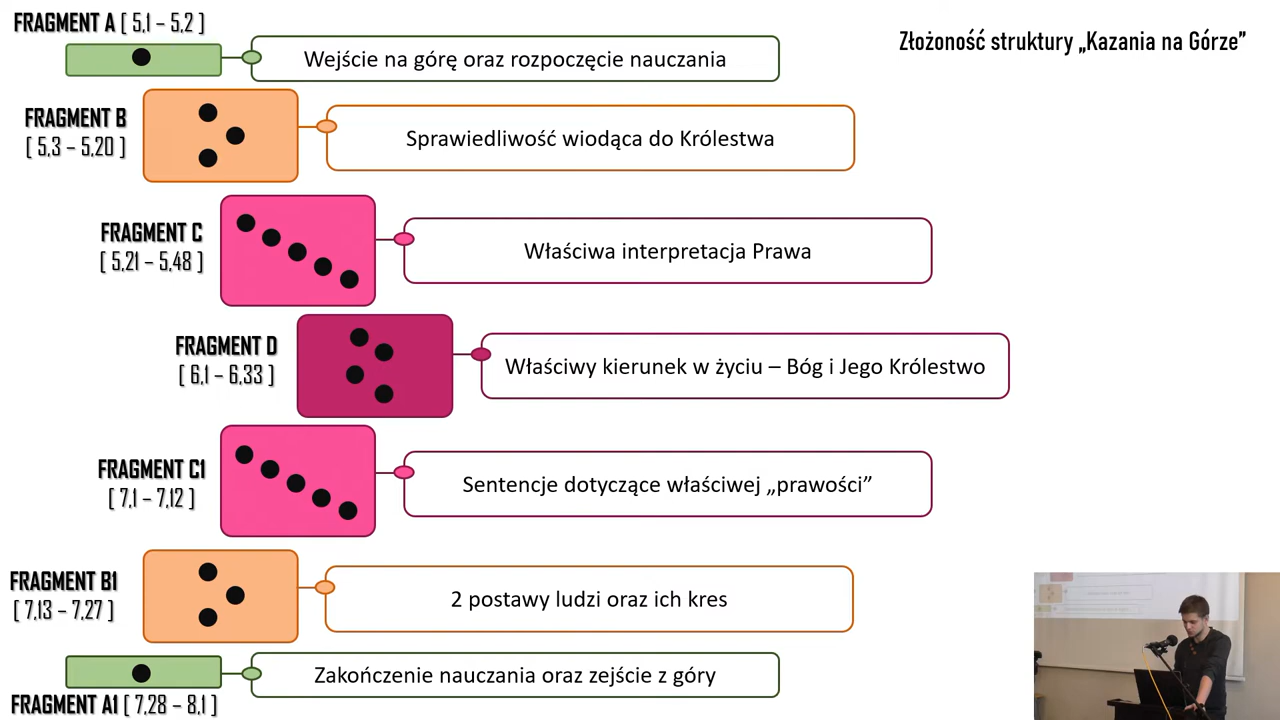 FRAGMENT A [ 5,1 – 5,2 ]
Złożoność struktury „Kazania na Górze”
Wejście na górę oraz rozpoczęcie nauczania
FRAGMENT B
[ 5,3 – 5,20 ]
Sprawiedliwość wiodąca do Królestwa
FRAGMENT C
[ 5,21 – 5,48 ]
Właściwa interpretacja Prawa
FRAGMENT D
[ 6,1 – 6,33 ]
Właściwy kierunek w życiu – Bóg i Jego Królestwo
FRAGMENT C1
[ 7,1 – 7,12 ]
Sentencje dotyczące właściwej „prawości”
FRAGMENT B1
[ 7,13 – 7,27 ]
2 postawy ludzi oraz ich kres
Zakończenie nauczania oraz zejście z góry
FRAGMENT A1 [ 7,28 – 8,1 ]